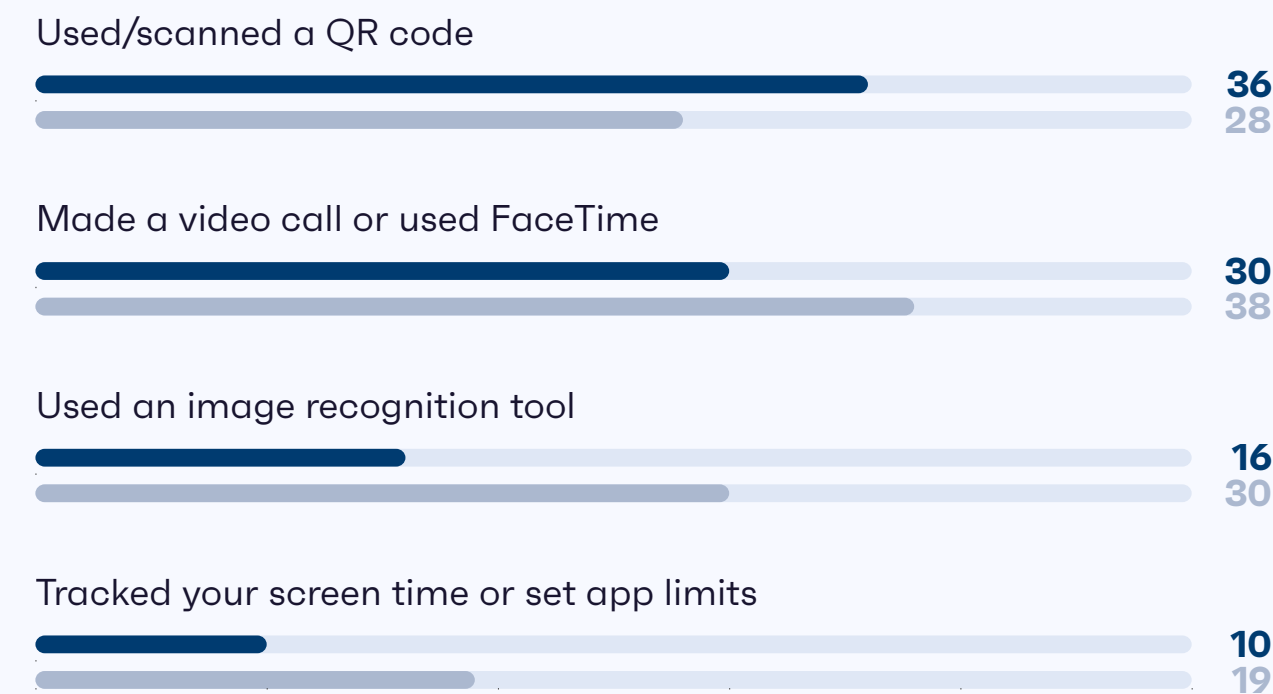 Used/scanned a QR code
36
28
Made a video call or used FaceTime
30
38
Used an image recognition tool
16
30
Tracked your screen time or set app limits
10
19